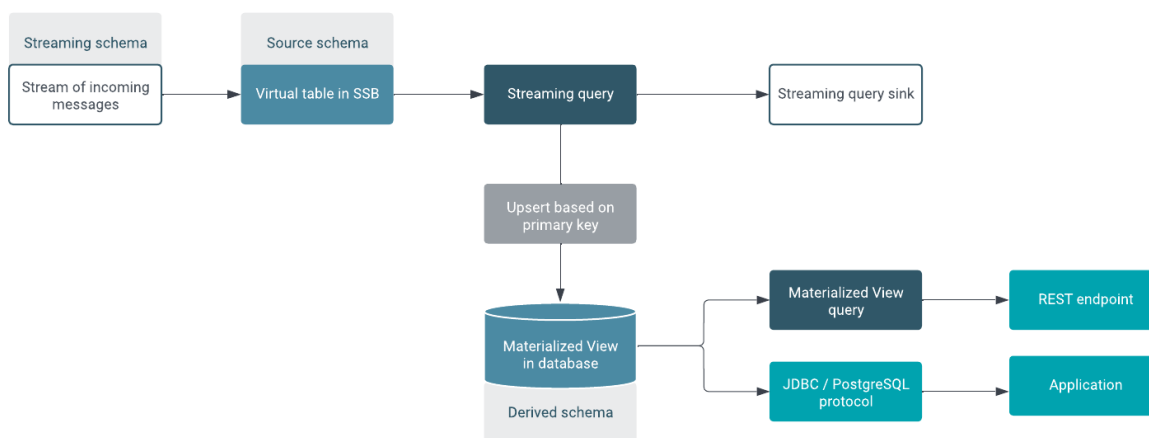 Streaming schema
Source schema
Stream of incoming
messages
Virtual table in SSB
Streaming query
Streaming query sink
Upsert based on
primary key
Materialized View
in database
Derived schema
Materialized View
query
REST endpoint
JDBC / PostgreSQL
protocol
Application